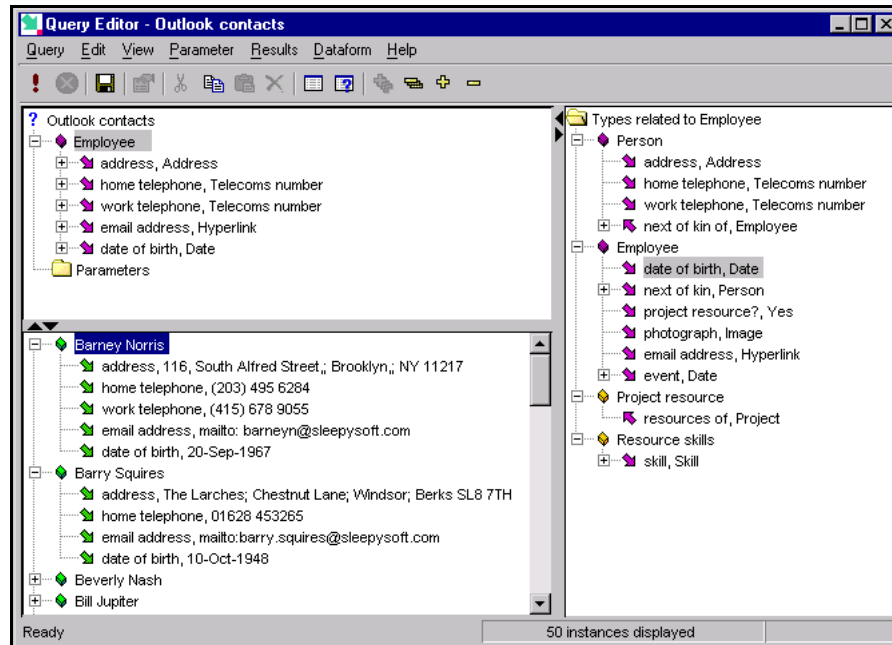 Query Editor - Outlook contacts
Query Edit View Parameter Results Dataform Help
? Outlook contacts
Employee
address, Address
home telephone, Telecoms number
work telephone, Telecoms number
email address, Hyperlink
date of birth, Date
Parameters
Barney Norris
address, 116, South Alfred Street,; Brooklyn,; NY 11217
home telephone, (203) 495 6284
work telephone, (415) 678 9055
email address, mailto: barneyn@sleepysoft.com
date of birth, 20-Sep-1967
Barry Squires
address, The Larches; Chestnut Lane; Windsor; Berks SL8 7TH
home telephone, 01628 453265
email address, mailto:barry.squires@sleepysoft.com
date of birth, 10-Oct-1948
Beverly Nash
Bill Jupiter
Types related to Employee
Person
address, Address
home telephone, Telecoms number
work telephone, Telecoms number
next of kin of, Employee
Employee
date of birth, Date
next of kin, Person
project resource?, Yes
photograph, Image
email address, Hyperlink
event, Date
Project resource
resources of, Project
Resource skills
skill, Skill
Ready
50 instances displayed